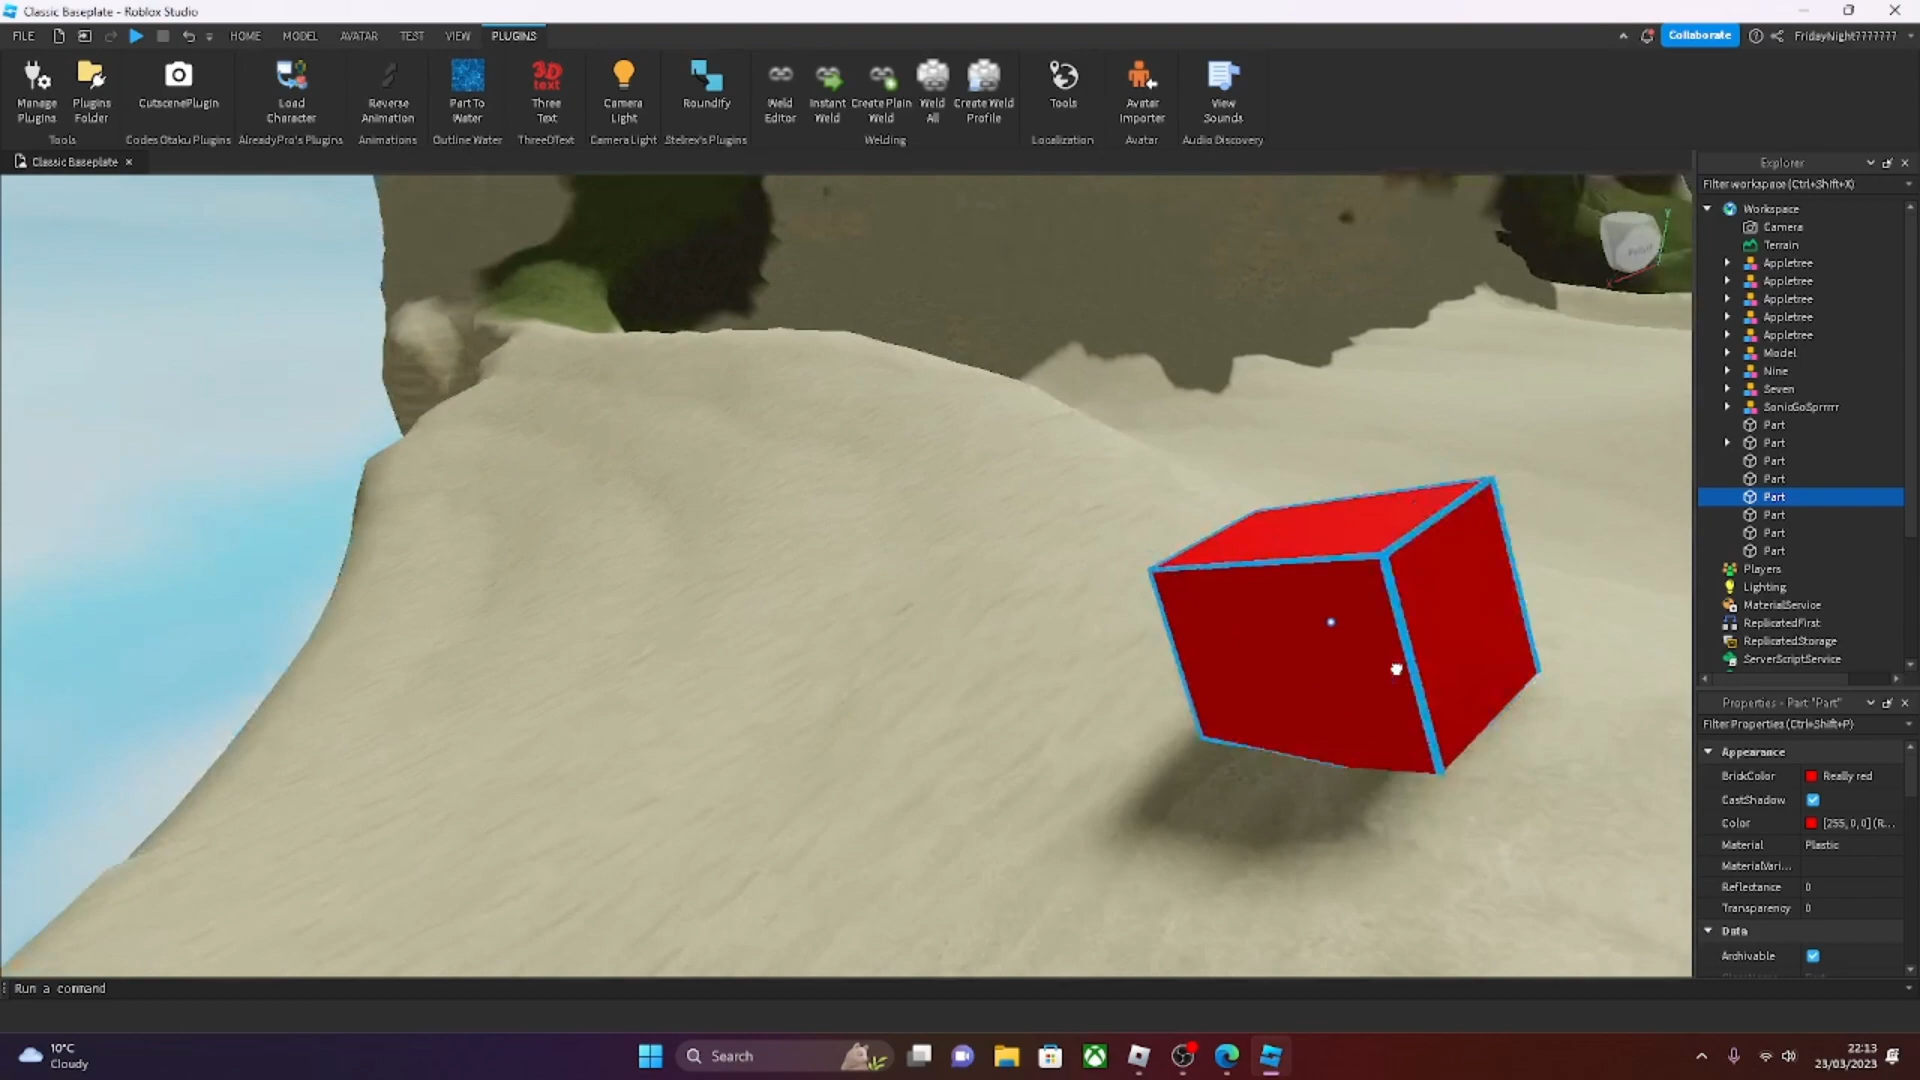 Classic Baseplate - Roblox Studio
FILE HOME MODEL AVATAR TEST VIEW PLUGINS Collaborate FridayNight7777777
Manage Plugins
Plugins Folder
CutscenePlugin
Load Character
Reverse Animation
Part To Water
Three Text
Camera Light
Roundify
Weld Editor
Instant Weld
Create Plain Weld
Weld All
Create Weld Profile
Tools
Avatar Importer
View Sounds
Tools Codes Otaku Plugins AlreadyPro's Plugins Animations Outline Water ThreeDText Camera Light Stelrex's Plugins Welding Localization Avatar Audio Discovery
Classic Baseplate
Explorer
Filter workspace (Ctrl+Shift+X)
Workspace
Camera
Terrain
Appletree
Appletree
Appletree
Appletree
Appletree
Model
Nine
Seven
SonicGoSprrrrr
Part
Part
Part
Part
Part
Part
Part
Part
Players
Lighting
MaterialService
ReplicatedFirst
ReplicatedStorage
ServerScriptService
Properties - Part "Part"
Filter Properties (Ctrl+Shift+P)
Appearance
BrickColor Really red
CastShadow
Color [255, 0, 0] (R...
Material Plastic
MaterialVari...
Reflectance 0
Transparency 0
Data
Archivable
Run a command
10°C
Cloudy
Search
22:13
23/03/2023